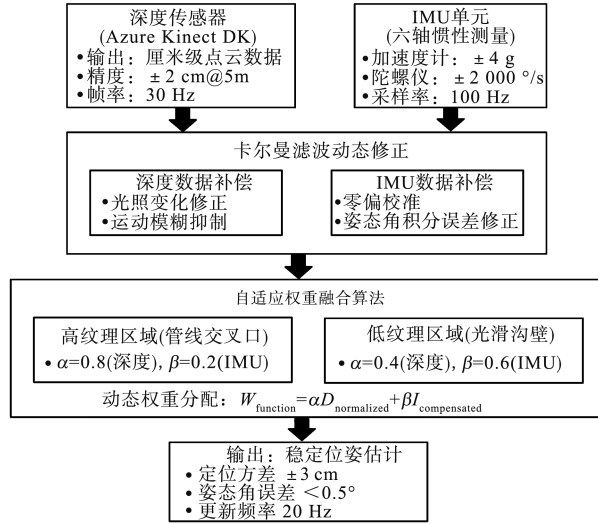 深度传感器
(Azure Kinect DK)
•输出：厘米级点云数据
•精度：±2 cm@5m
•帧率：30 Hz
IMU单元
(六轴惯性测量)
•加速度计：±4 g
•陀螺仪：±2 000 °/s
•采样率：100 Hz
卡尔曼滤波动态修正
深度数据补偿
•光照变化修正
•运动模糊抑制
IMU数据补偿
•零偏校准
•姿态角积分误差修正
自适应权重融合算法
高纹理区域(管线交叉口)
• α=0.8(深度), β=0.2(IMU)
低纹理区域(光滑沟壁)
• α=0.4(深度), β=0.6(IMU)
动态权重分配：W_function=αD_normalized+βI_compensated
输出：稳定位姿估计
• 定位方差 ±3 cm
• 姿态角误差 <0.5°
• 更新频率 20 Hz